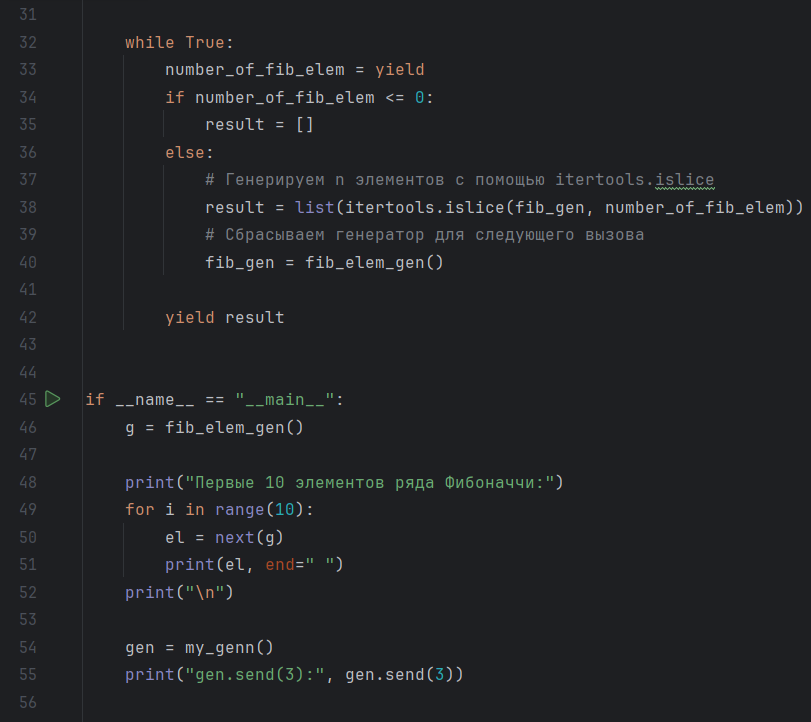 31
32 while True:
33 number_of_fib_elem = yield
34 if number_of_fib_elem <= 0:
35 result = []
36 else:
37 # Генерируем n элементов с помощью itertools.islice
38 result = list(itertools.islice(fib_gen, number_of_fib_elem))
39 # Сбрасываем генератор для следующего вызова
40 fib_gen = fib_elem_gen()
41
42 yield result
43
44
45 if __name__ == "__main__":
46 g = fib_elem_gen()
47
48 print("Первые 10 элементов ряда Фибоначчи:")
49 for i in range(10):
50 el = next(g)
51 print(el, end=" ")
52 print("\n")
53
54 gen = my_genn()
55 print("gen.send(3):", gen.send(3))
56